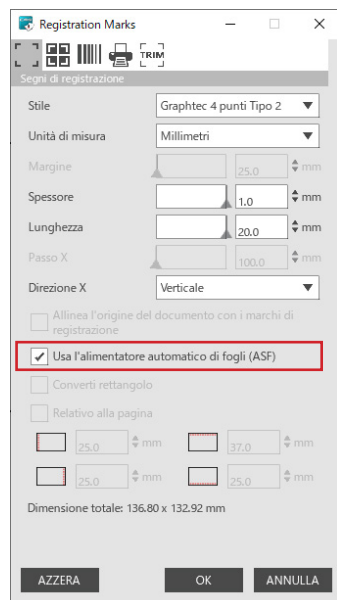 Registration Marks
TRIM
Segni di registrazione
Stile Graphtec 4 punti Tipo 2
Unità di misura Millimetri
Margine 25.0 mm
Spessore 1.0 mm
Lunghezza 20.0 mm
Passo X 100.0 mm
Direzione X Verticale
Allinea l'origine del documento con i marchi di
registrazione
Usa l'alimentatore automatico di fogli (ASF)
Converti rettangolo
Relativo alla pagina
25.0 mm 37.0 mm
25.0 mm 25.0 mm
Dimensione totale: 136.80 x 132.92 mm
AZZERA OK ANNULLA